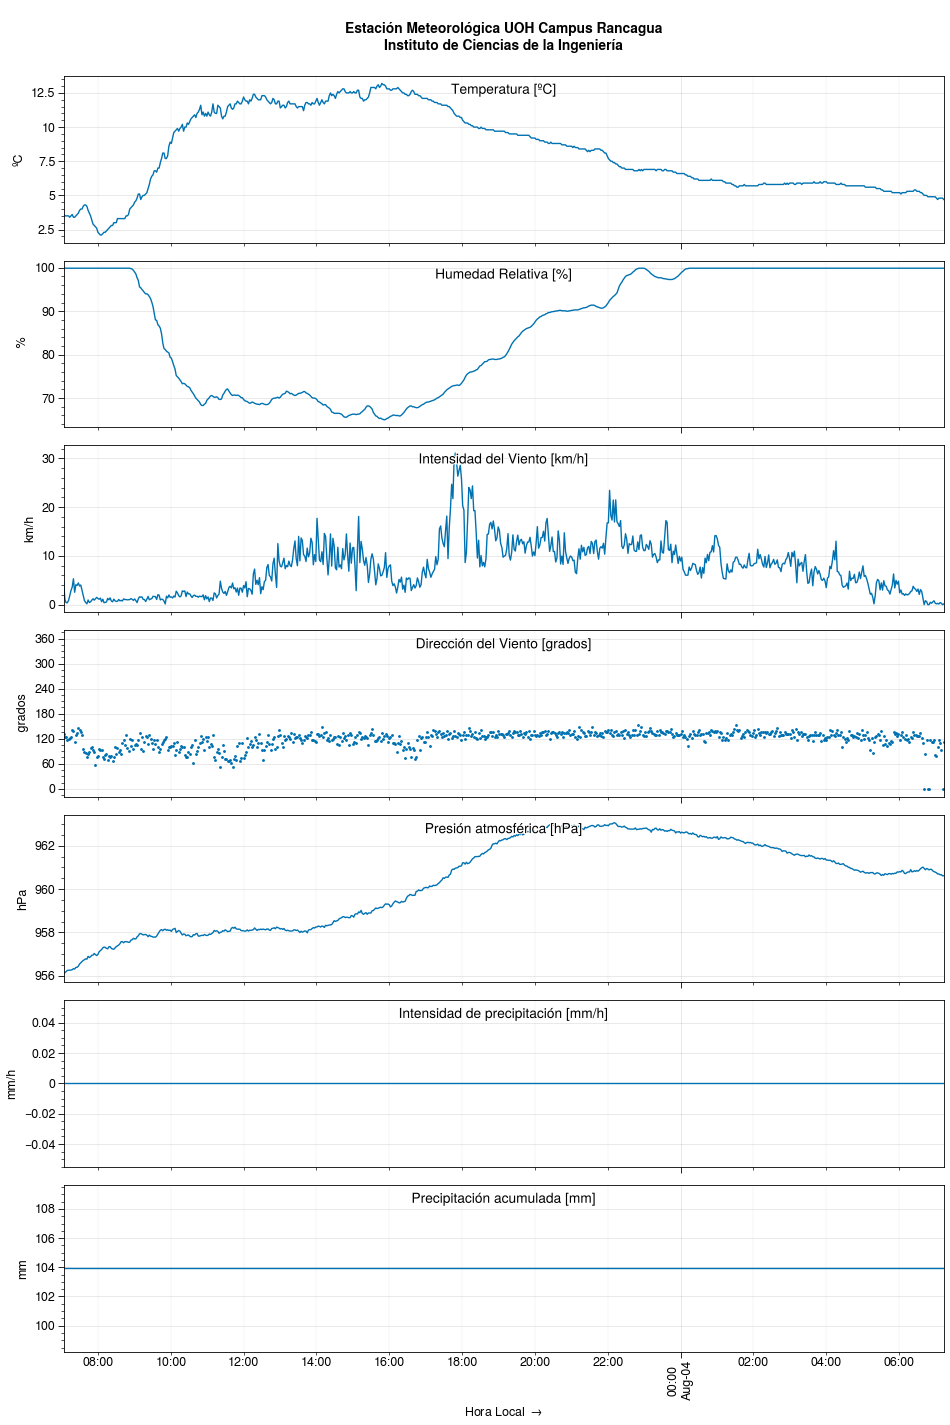 Estación Meteorológica UOH Campus Rancagua
Instituto de Ciencias de la Ingeniería
Temperatura [ºC]
12.5
10
7.5
5
2.5
ºC
Humedad Relativa [%]
100
90
80
70
%
Intensidad del Viento [km/h]
30
20
10
0
km/h
Dirección del Viento [grados]
360
300
240
180
120
60
0
grados
Presión atmosférica [hPa]
962
960
958
956
hPa
Intensidad de precipitación [mm/h]
0.04
0.02
0
−0.02
−0.04
mm/h
Precipitación acumulada [mm]
108
106
104
102
100
mm
08:00 10:00 12:00 14:00 16:00 18:00 20:00 22:00 00:00 02:00 04:00 06:00
Aug-04
Hora Local →